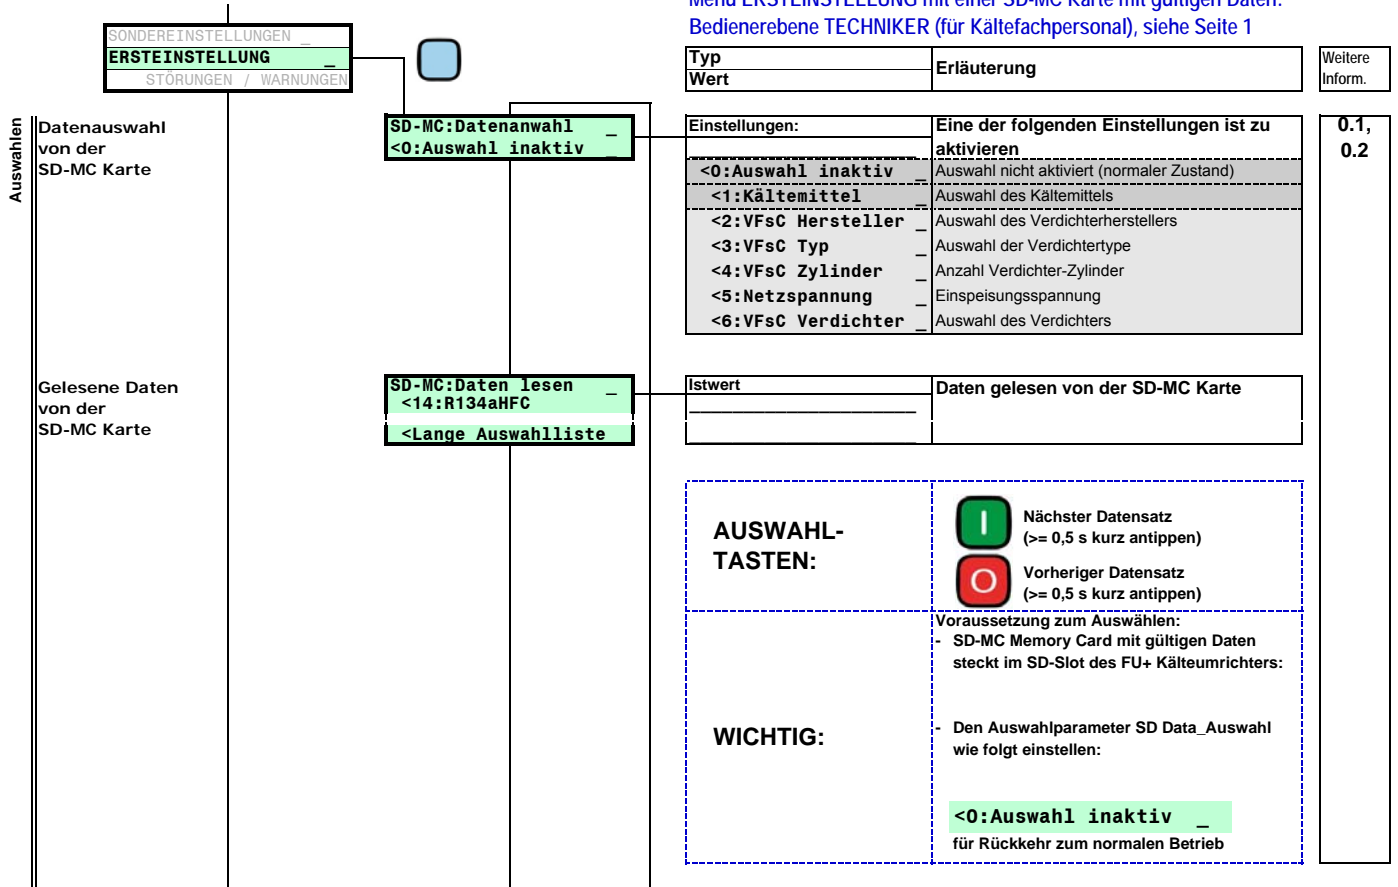 Menü ERSTEINSTELLUNG mit einer SD-MC Karte mit gültigen Daten.
Bedienerebene TECHNIKER (für Kältefachpersonal), siehe Seite 1
SONDEREINSTELLUNGEN _
ERSTEINSTELLUNG _
STÖRUNGEN / WARNUNGEN
Typ
Wert
Erläuterung
Weitere
Inform.
Auswahlen
Datenauswahl
von der
SD-MC Karte
SD-MC:Datenanwahl _
<0:Auswahl inaktiv _
Einstellungen:
Eine der folgenden Einstellungen ist zu
aktivieren
0.1,
0.2
<0:Auswahl inaktiv _ Auswahl nicht aktiviert (normaler Zustand)
<1:Kältemittel _ Auswahl des Kältemittels
<2:VFsC Hersteller _ Auswahl des Verdichterherstellers
<3:VFsC Typ _ Auswahl der Verdichtertype
<4:VFsC Zylinder _ Anzahl Verdichter-Zylinder
<5:Netzspannung _ Einspeisungsspannung
<6:VFsC Verdichter _ Auswahl des Verdichters
Gelesene Daten
von der
SD-MC Karte
SD-MC:Daten lesen _
<14:R134aHFC
<Lange Auswahlliste
Istwert
Daten gelesen von der SD-MC Karte
AUSWAHL-
TASTEN:
I
Nächster Datensatz
(>= 0,5 s kurz antippen)
O
Vorheriger Datensatz
(>= 0,5 s kurz antippen)
WICHTIG:
Voraussetzung zum Auswählen:
- SD-MC Memory Card mit gültigen Daten
steckt im SD-Slot des FU+ Kälteumrichters:
- Den Auswahlparameter SD Data_Auswahl
wie folgt einstellen:
<0:Auswahl inaktiv _
für Rückkehr zum normalen Betrieb